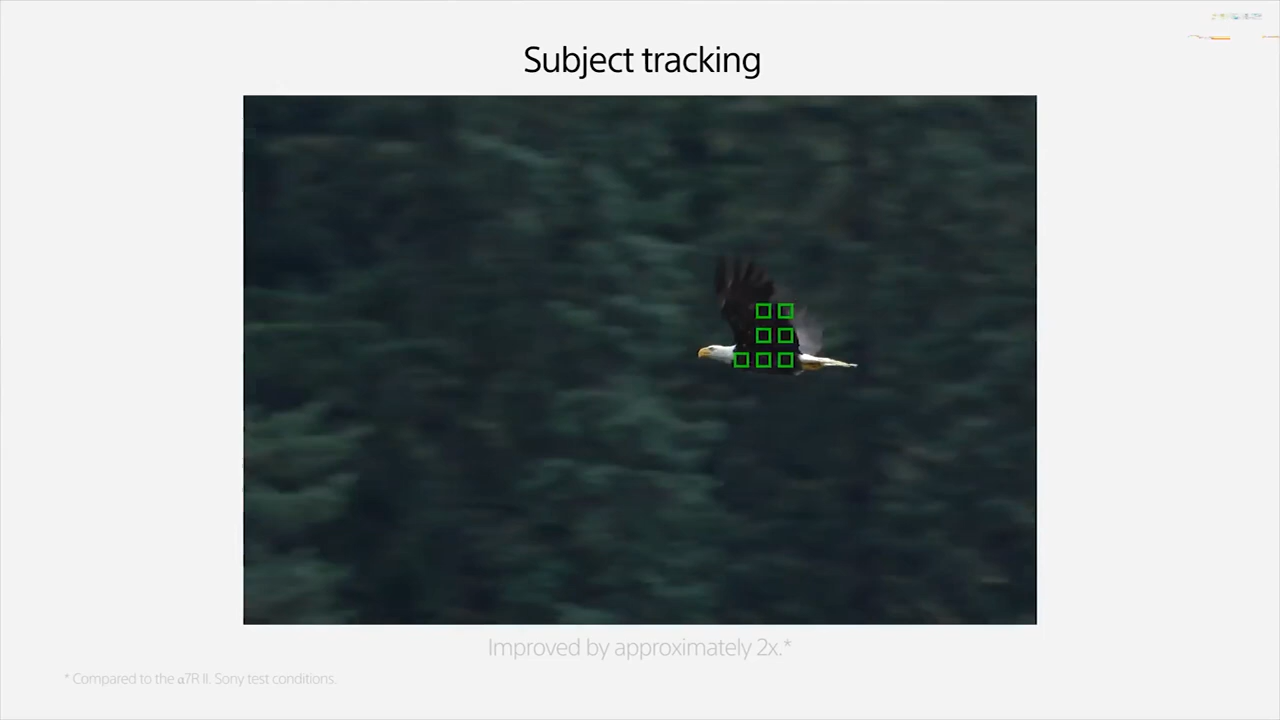 Subject tracking
Improved by approximately 2x.*
* Compared to the α7R II. Sony test conditions.